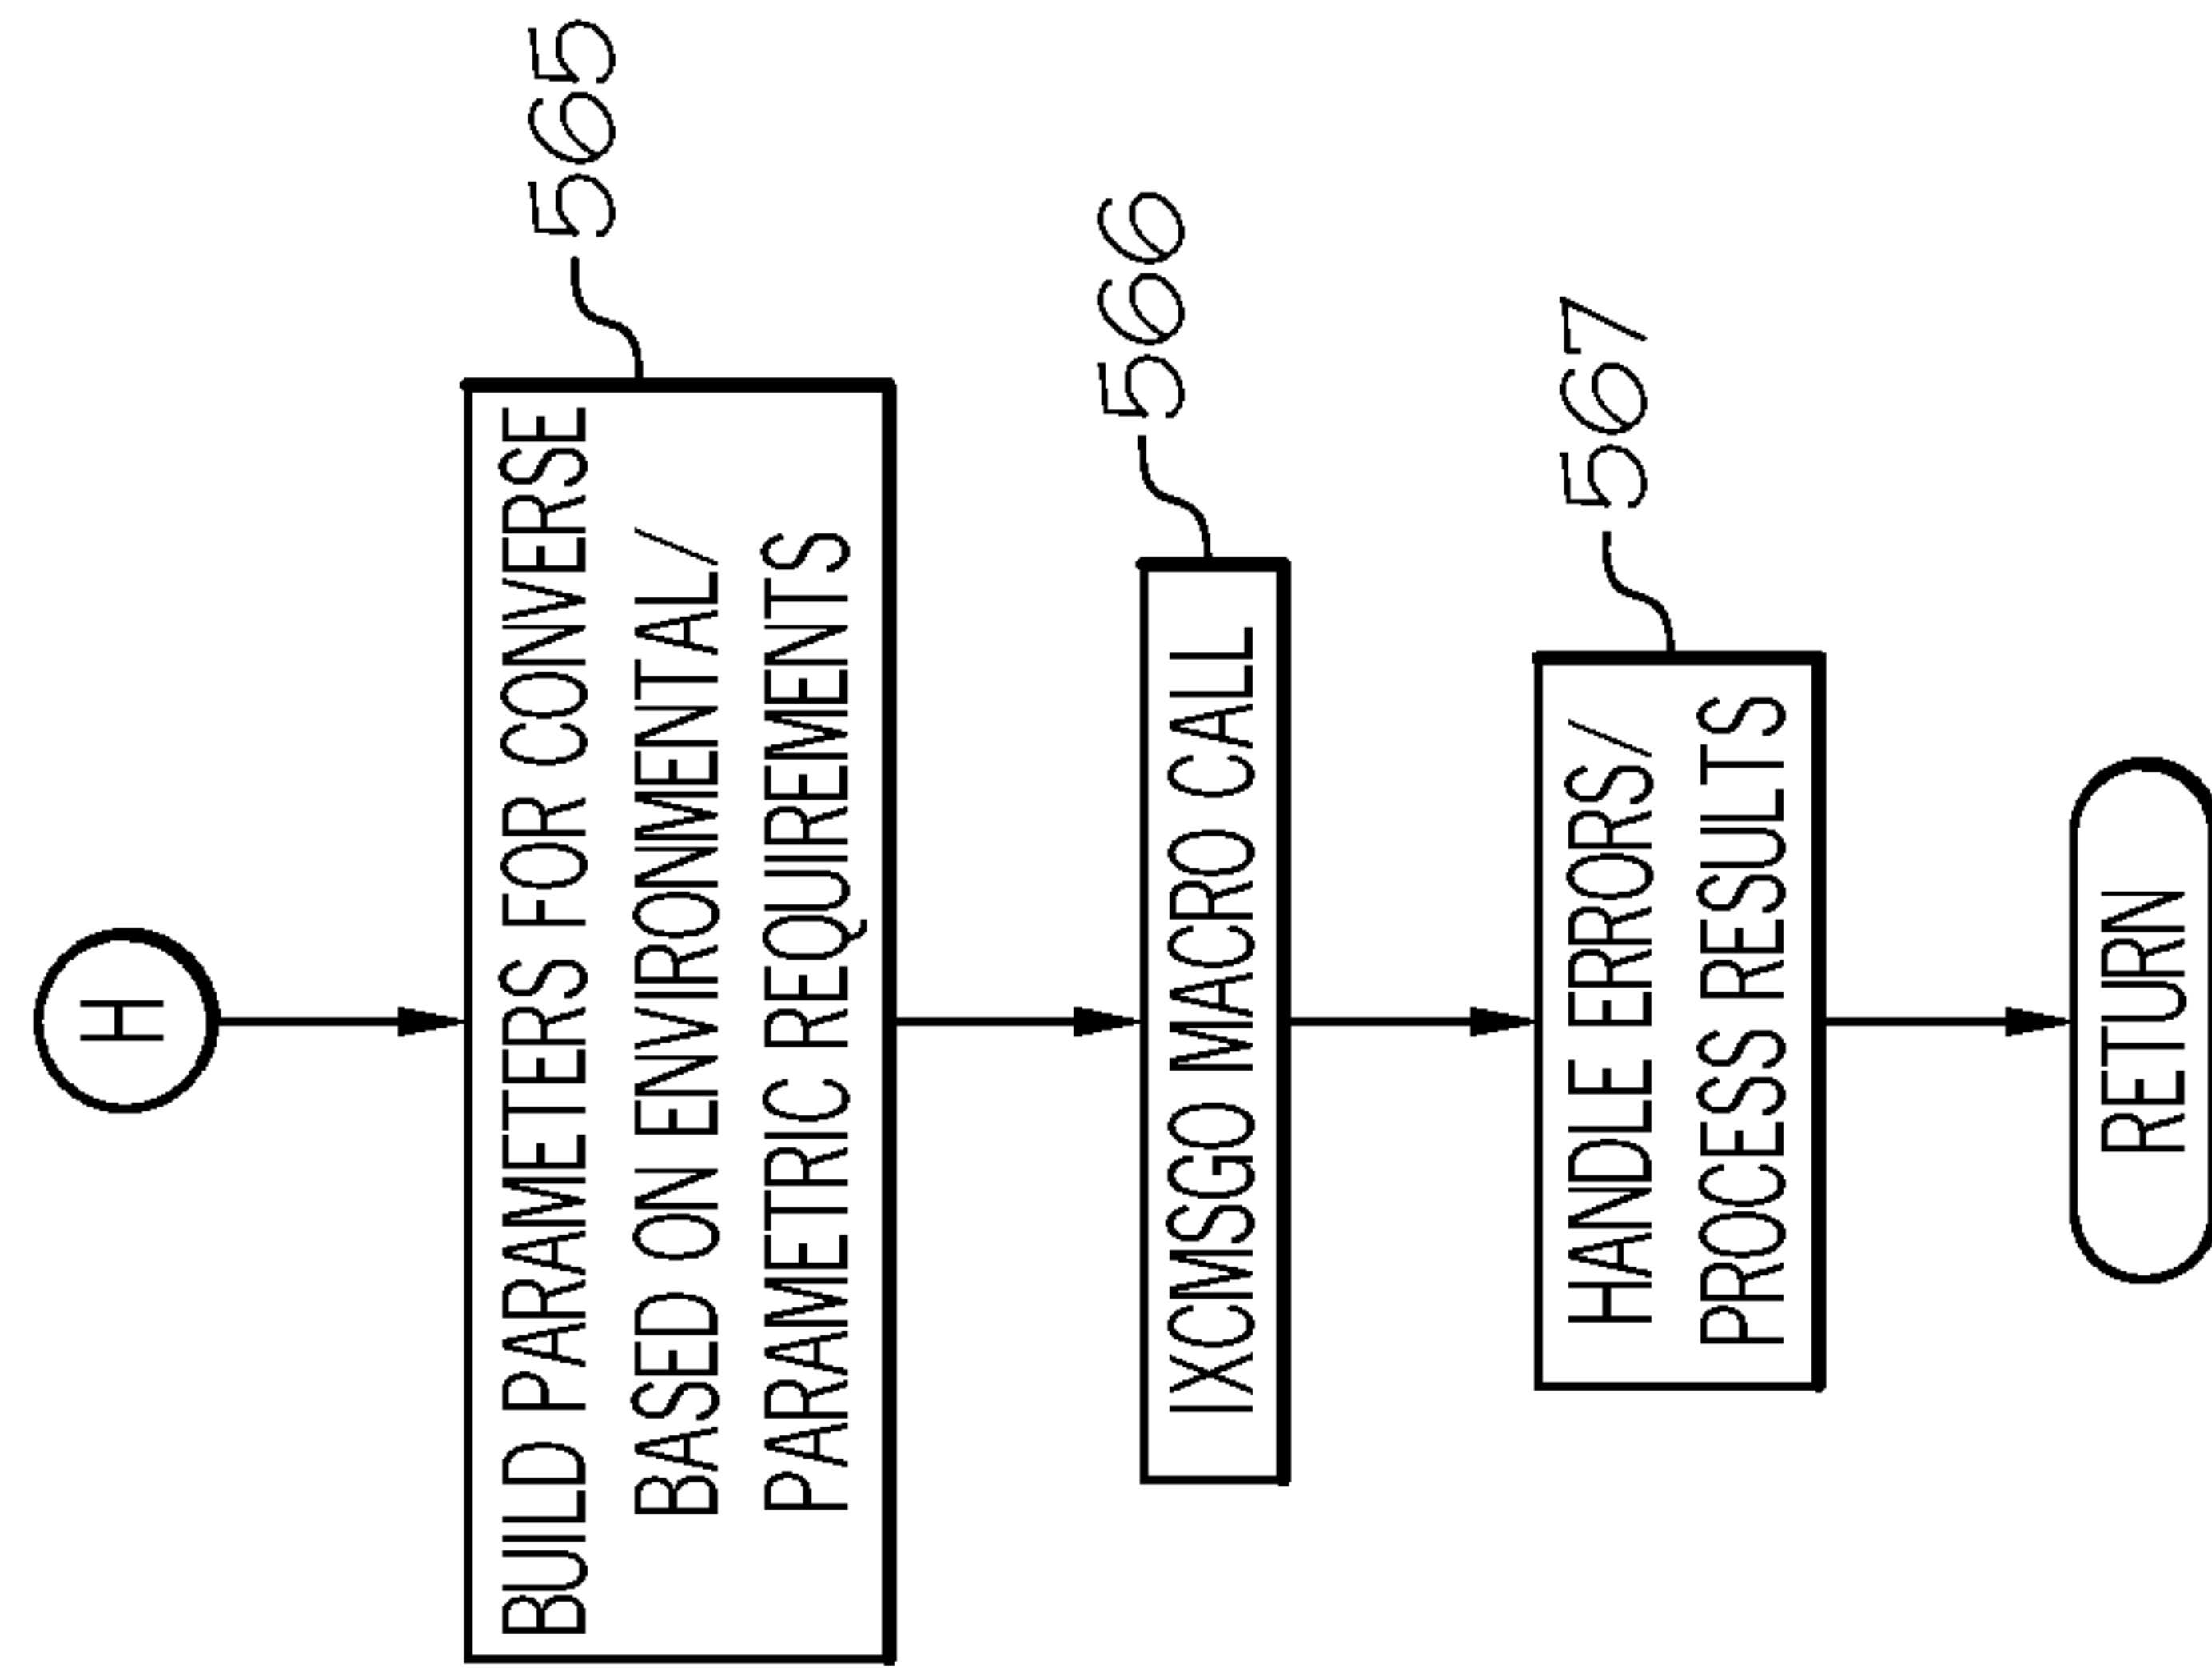 H
BUILD PARAMETERS FOR CONVERSE
BASED ON ENVIRONMENTAL/
PARAMETRIC REQUIREMENTS
565
IXCMSGO MACRO CALL
566
HANDLE ERRORS/
PROCESS RESULTS
567
RETURN